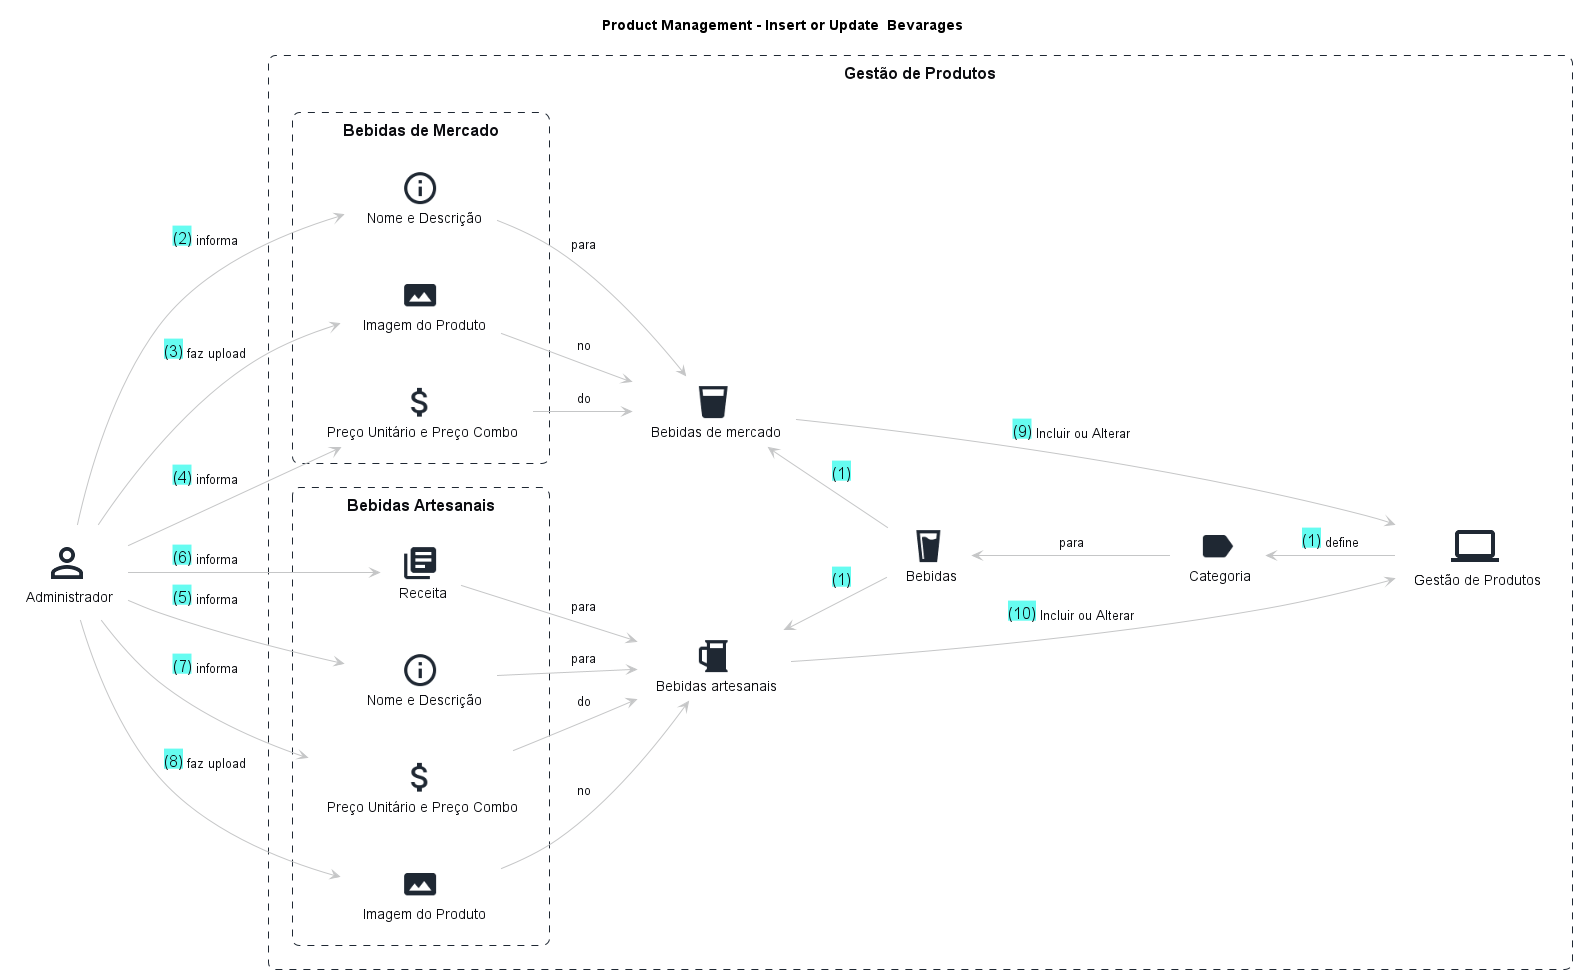 Product Management - Insert or Update  Bevarages
Gestão de Produtos
Bebidas de Mercado
Nome e Descrição
(2) informa
para
Imagem do Produto
(3) faz upload
no
Preço Unitário e Preço Combo
do
Bebidas de mercado
(9) Incluir ou Alterar
(4) informa
(1)
Bebidas Artesanais
(6) informa
Receita
Administrador
(5) informa
para
Bebidas
(1)
para
Categoria
(1) define
Gestão de Produtos
(10) Incluir ou Alterar
(7) informa
Nome e Descrição
para
Bebidas artesanais
do
(8) faz upload
Preço Unitário e Preço Combo
no
Imagem do Produto